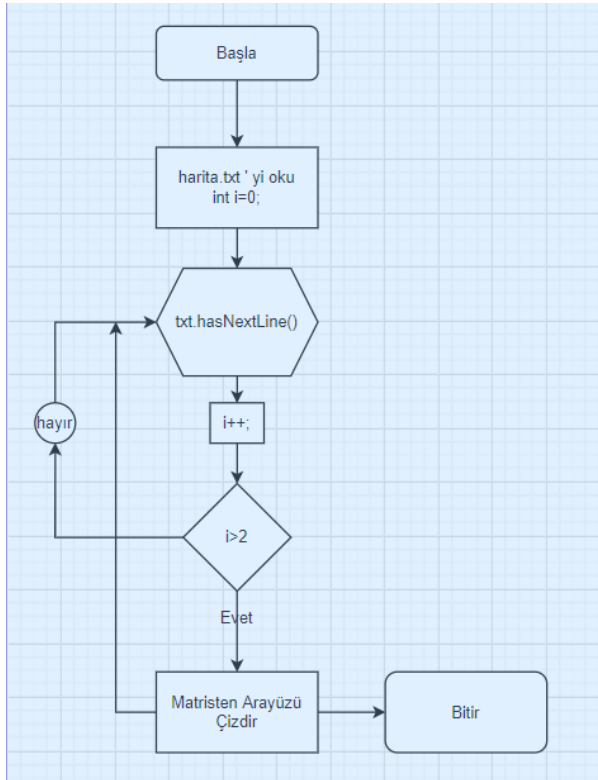 Başla
harita.txt ' yi oku
int i=0;
txt.hasNextLine()
hayır
i++;
i>2
Evet
Matristen Arayüzü
Çizdir
Bitir